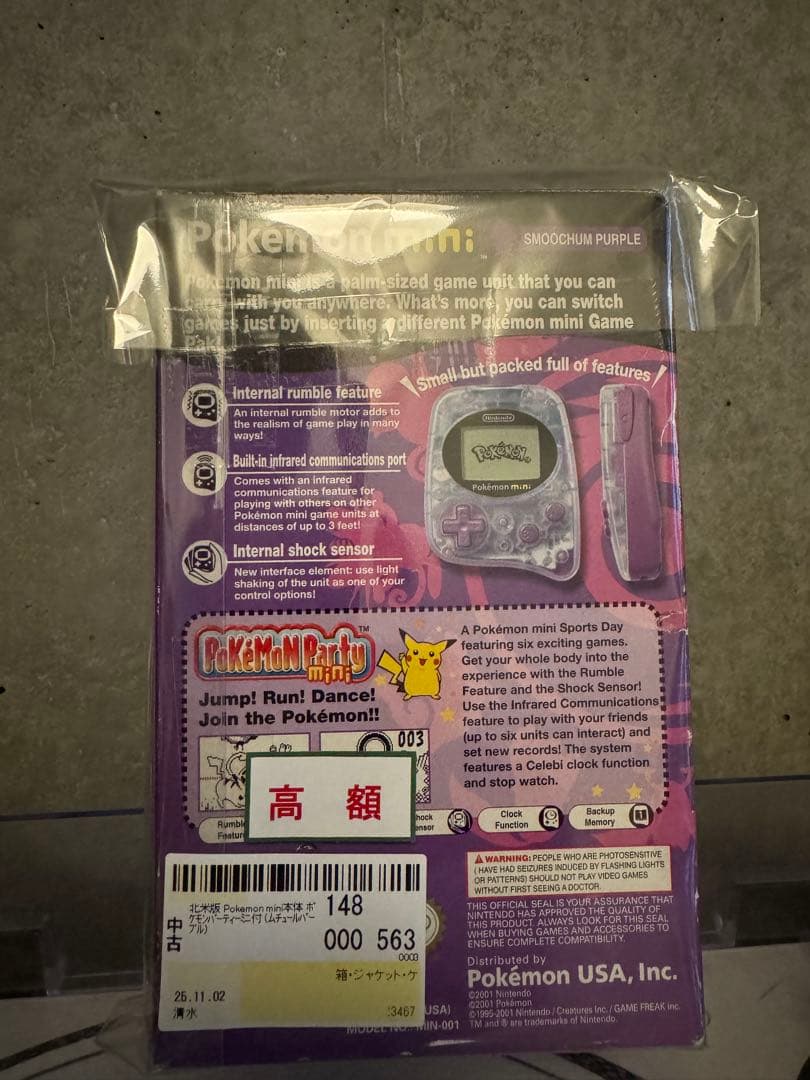 Pokémon mini™
SMOOCHUM PURPLE
Pokémon mini is a palm-sized game unit that you can
carry with you anywhere. What's more, you can switch
games just by inserting a different Pokémon mini Game
Pak!
Small but packed full of features
Internal rumble feature
An internal rumble motor adds to
the realism of game play in many
ways!
Built-in infrared communications port
Comes with an infrared
communications feature for
playing with others on other
Pokémon mini game units at
distances of up to 3 feet!
Internal shock sensor
New interface element: use light
shaking of the unit as one of your
control options!
Nintendo
POKéMON
Pokémon mini
POKéMON Party™
mini
Jump! Run! Dance!
Join the Pokémon!!
003
A Pokémon mini Sports Day
featuring six exciting games.
Get your whole body into the
experience with the Rumble
Feature and the Shock Sensor!
Use the Infrared Communications
feature to play with your friends
(up to six units can interact) and
set new records! The system
features a Celebi clock function
and stop watch.
高額
Clock
Function
Backup
Memory
1
WARNING: PEOPLE WHO ARE PHOTOSENSITIVE
(HAVE HAD SEIZURES INDUCED BY FLASHING LIGHTS
OR PATTERNS) SHOULD NOT PLAY VIDEO GAMES
WITHOUT FIRST SEEING A DOCTOR.
THIS OFFICIAL SEAL IS YOUR ASSURANCE THAT
NINTENDO HAS APPROVED THE QUALITY OF
THIS PRODUCT. ALWAYS LOOK FOR THIS SEAL
WHEN BUYING GAMES AND ACCESSORIES TO
ENSURE COMPLETE COMPATIBILITY.
Distributed by
Pokémon USA, Inc.
©2001 Nintendo
©2001 Pokémon
©1995-2001 Nintendo / Creatures Inc. / GAME FREAK inc.
TM and ® are trademarks of Nintendo.
中古
北米版 Pokemon mini本体 ポ
ケモンパーティーミニ付 (ムチュールパー
プル)
148
000 563
0003
箱・ジャケット・ケ
25.11.02
清水
:3467
(USA)
MODEL NO.: MIN-001